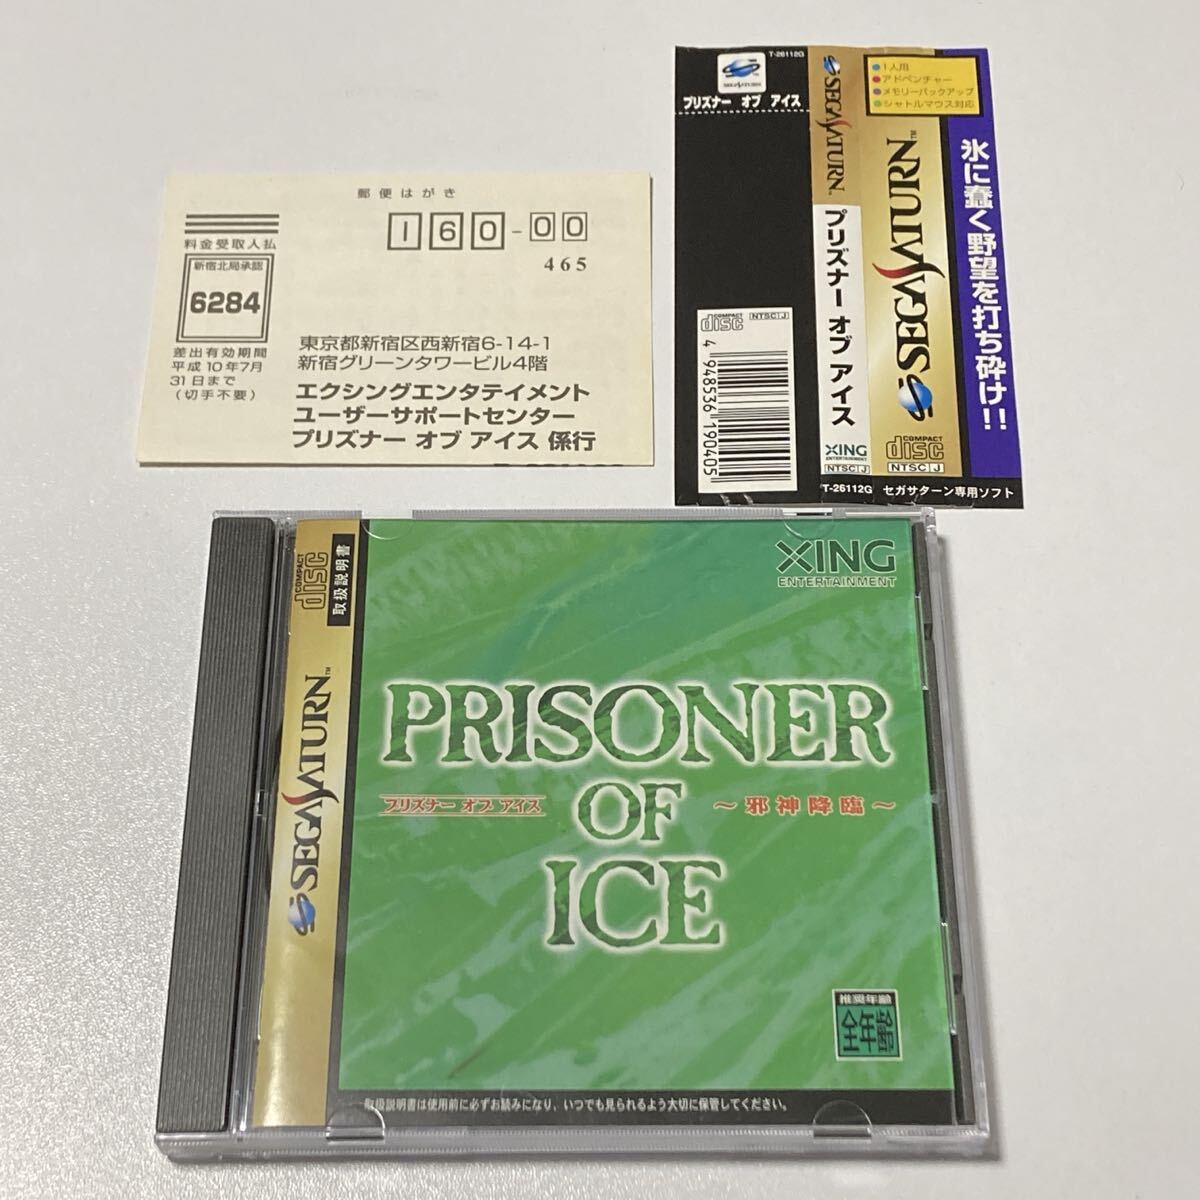 郵便はがき
料金受取人払
新宿北局承認
6284
差出有効期間
平成10年7月
31日まで
(切手不要)
160-00
465
東京都新宿区西新宿6-14-1
新宿グリーンタワービル4階
エクシングエンタテイメント
ユーザーサポートセンター
プリズナー オブ アイス 係行
T-26112G
SEGA SATURN
プリズナー オブ アイス
COMPACT
disc
NTSC J
4 948536 190405
SEGA SATURN™
プリズナー オブ アイス
XING
ENTERTAINMENT
NTSC J
T-26112G
1人用
アドベンチャー
メモリーバックアップ
シャトルマウス対応
SEGA SATURN™
COMPACT
disc
NTSC J
セガサターン専用ソフト
氷に蠢く野望を打ち砕け!!
COMPACT
disc
取扱説明書
SEGA SATURN™
XING
ENTERTAINMENT
PRISONER
OF
ICE
プリズナー オブ アイス
～邪神降臨～
推奨年齢
全年齢
取扱説明書は使用前に必ずお読みになり、いつでも見られるよう大切に保管してください。